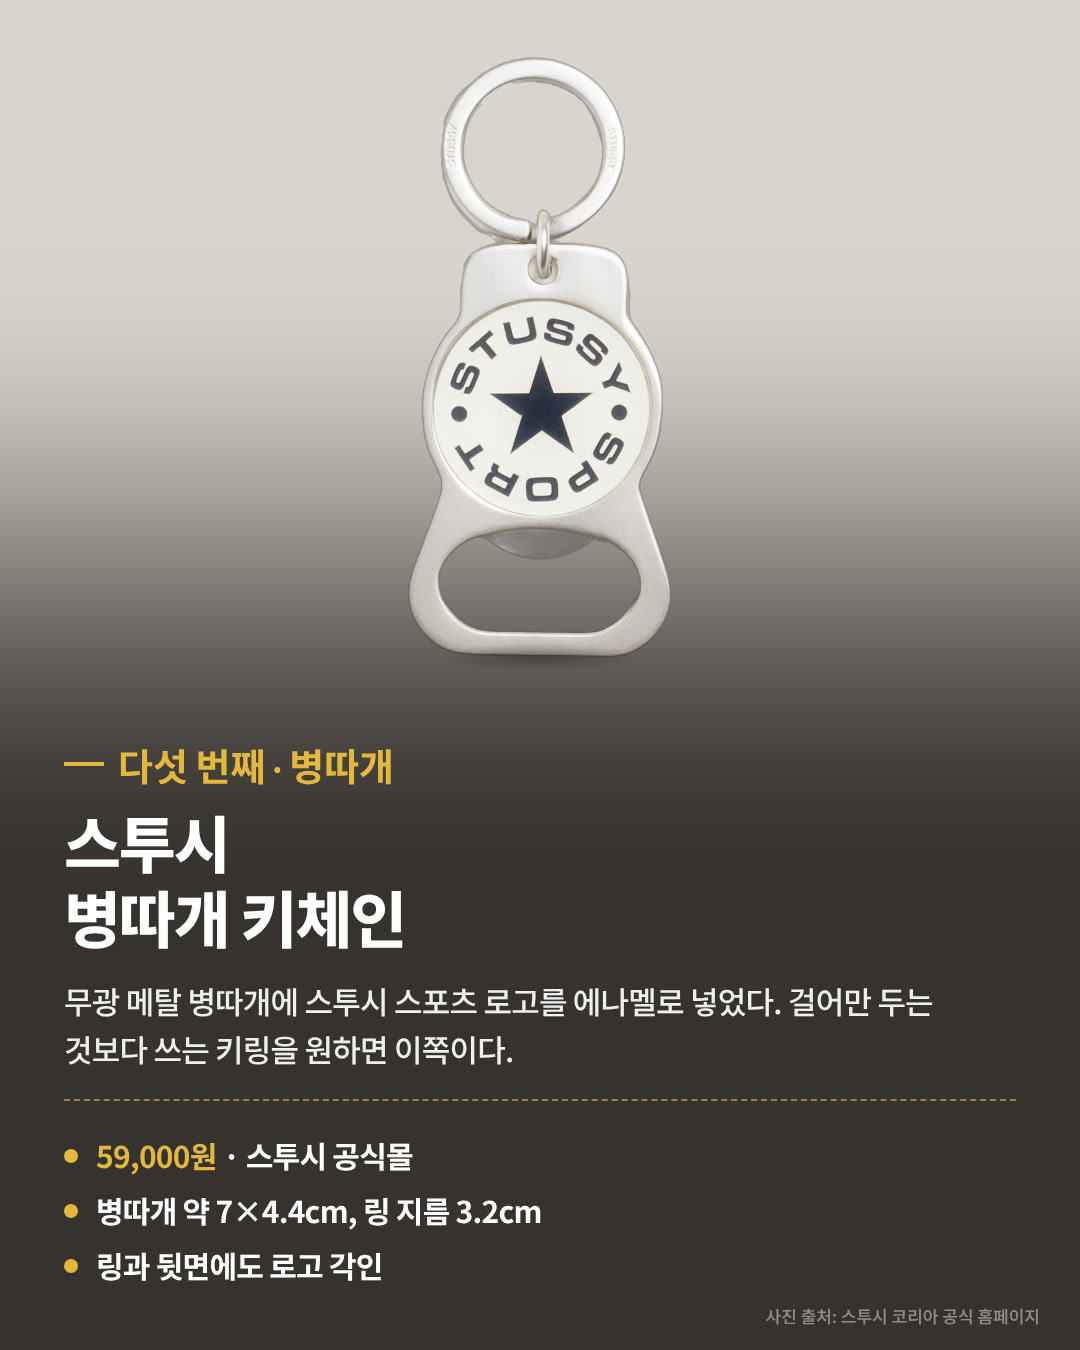 STUSSY
STUSSY
STUSSY
SPORT
다섯 번째 · 병따개
스투시
병따개 키체인
무광 메탈 병따개에 스투시 스포츠 로고를 에나멜로 넣었다. 걸어만 두는
것보다 쓰는 키링을 원하면 이쪽이다.
59,000원 · 스투시 공식몰
병따개 약 7×4.4cm, 링 지름 3.2cm
링과 뒷면에도 로고 각인
사진 출처: 스투시 코리아 공식 홈페이지